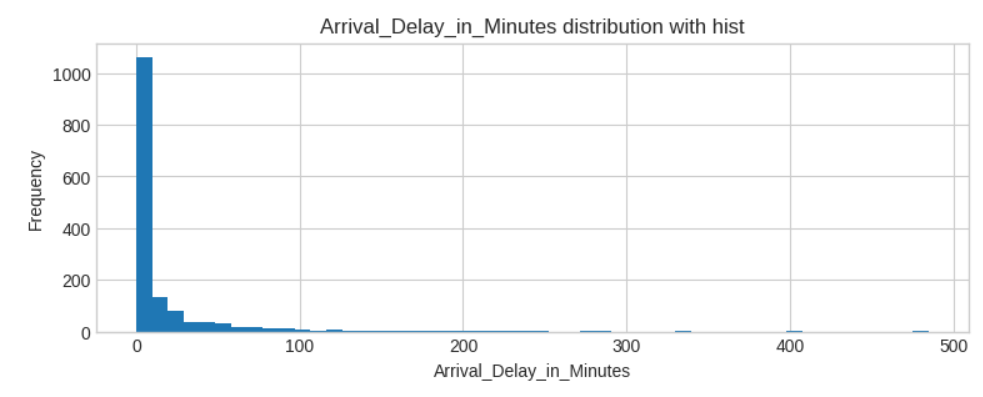 Arrival_Delay_in_Minutes distribution with hist
1000
800
600
400
200
0
Frequency
0 100 200 300 400 500
Arrival_Delay_in_Minutes